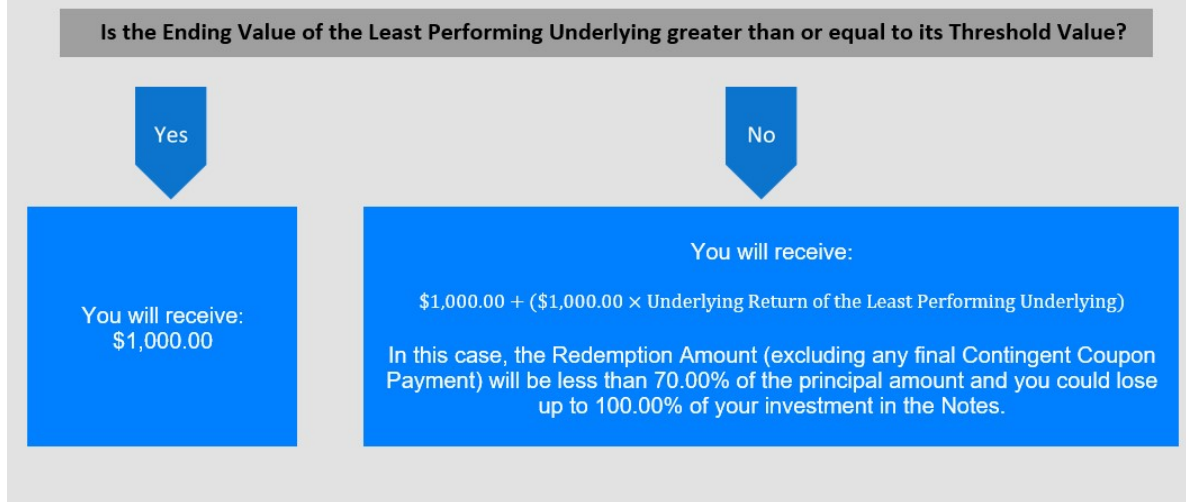 Is the Ending Value of the Least Performing Underlying greater than or equal to its Threshold Value?
Yes
No
You will receive:
$1,000.00
You will receive:
$1,000.00 + ($1,000.00 × Underlying Return of the Least Performing Underlying)
In this case, the Redemption Amount (excluding any final Contingent Coupon
Payment) will be less than 70.00% of the principal amount and you could lose
up to 100.00% of your investment in the Notes.